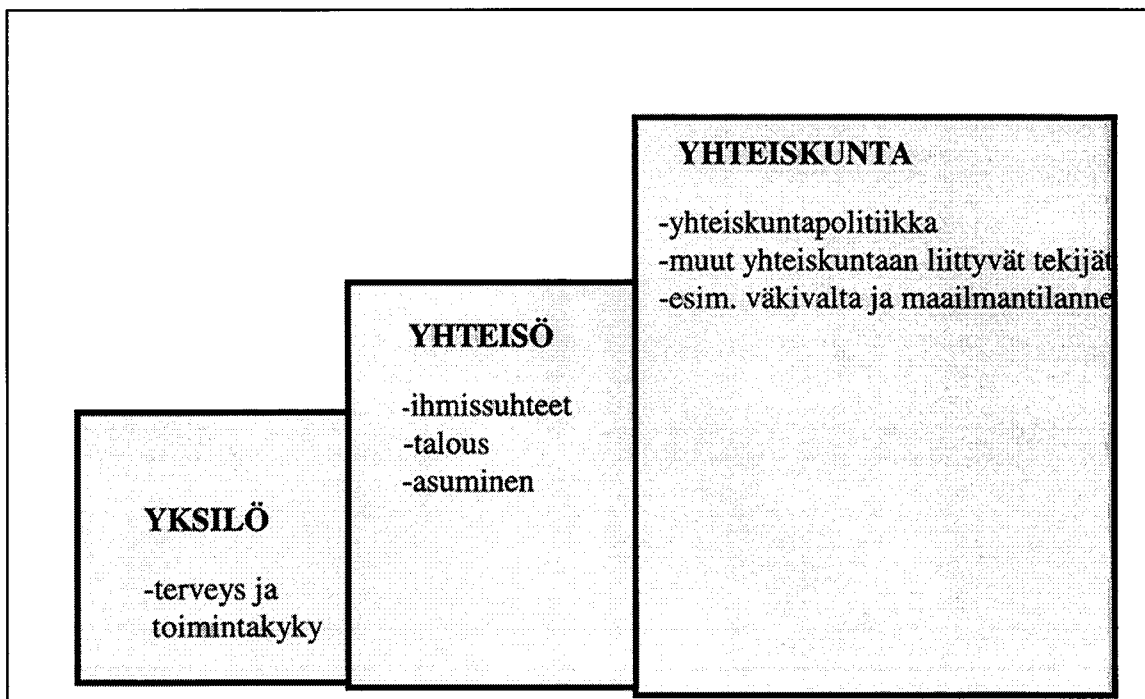 YHTEISKUNTA
-yhteiskuntapolitiikka
-muut yhteiskuntaan liittyvät tekijät
-esim. väkivalta ja maailmantilanne
YHTEISÖ
-ihmissuhteet
-talous
-asuminen
YKSILÖ
-terveys ja
toimintakyky